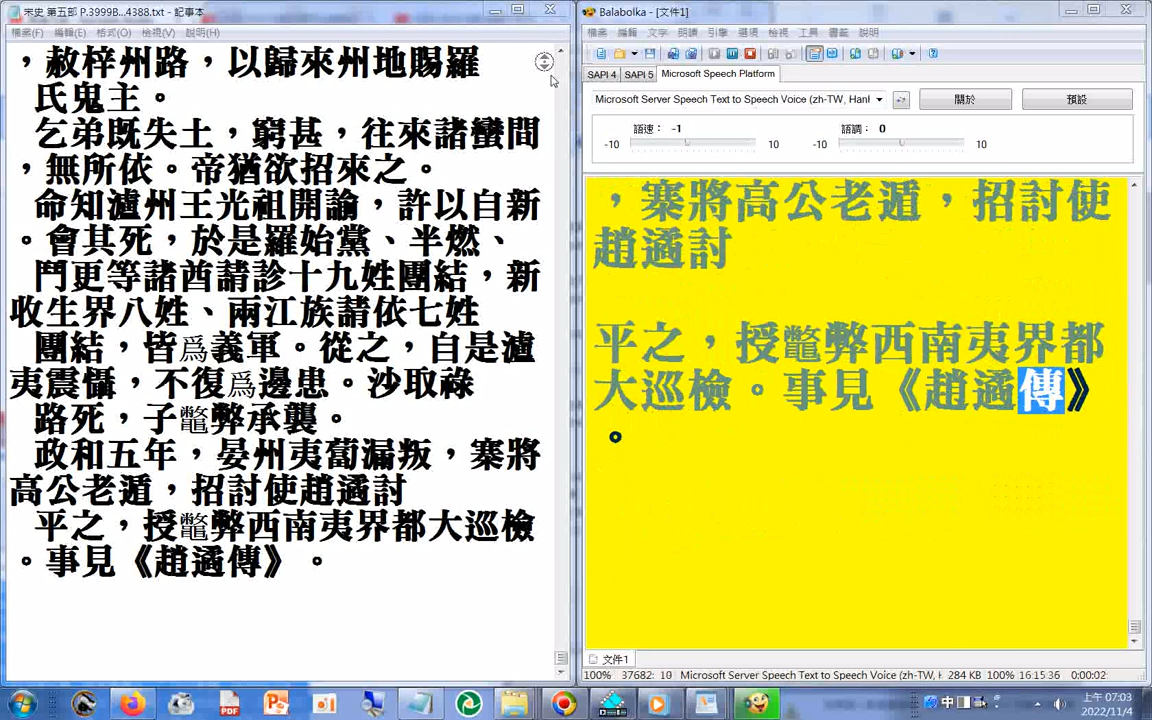 宋史 第五部 P.3999B...4388.txt - 記事本
檔案(F) 編輯(E) 格式(O) 檢視(V) 說明(H)
，赦梓州路，以歸來州地賜羅
氏鬼主。
乞弟既失土，窮甚，往來諸蠻間
，無所依。帝猶欲招來之。
命知瀘州王光祖開諭，許以自新
。會其死，於是羅始黨、半燃、
鬥更等諸酋請診十九姓團結，新
收生界八姓、兩江族請依七姓
團結，皆爲義軍。從之，自是瀘
夷震懾，不復爲邊患。沙取祿
路死，子鼈弊承襲。
政和五年，晏州夷蔔漏叛，寨將
高公老遁，招討使趙遹討
平之，授鼈弊西南夷界都大巡檢
。事見《趙遹傳》。
Balabolka - [文件1]
檔案 編輯 文字 朗讀 引擎 選項 檢視 工具 書籤 說明
SAPI 4 SAPI 5 Microsoft Speech Platform
Microsoft Server Speech Text to Speech Voice (zh-TW, Hanl 關於 預設
語速： -1 語調： 0
-10 10 -10 10
，寨將高公老遁，招討使
趙遹討
平之，授鼈弊西南夷界都
大巡檢。事見《趙遹傳》
。
文件1
100% 37682: 10 Microsoft Server Speech Text to Speech Voice (zh-TW, H 284 KB 100% 16:15:36 0:00:02
中
上午 07:03
2022/11/4